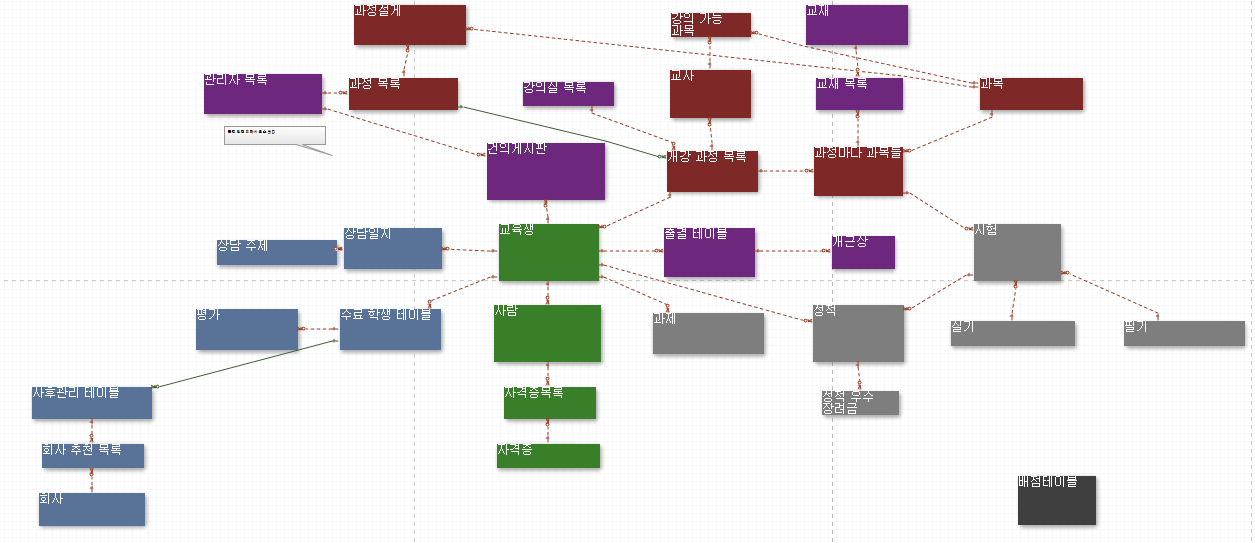 과정설계
강의 가능
과목
교재
관리자 목록
과정 목록
강의실 목록
교사
교재 목록
과목
건의게시판
개강 과정 목록
과정마다 과목들
상담 주제
상담일지
교육생
출결 테이블
개근상
시험
평가
수료 학생 테이블
사람
과제
성적
실기
필기
사후관리 테이블
자격증목록
성적 우수
장려금
회사 추천 목록
자격증
회사
배점테이블